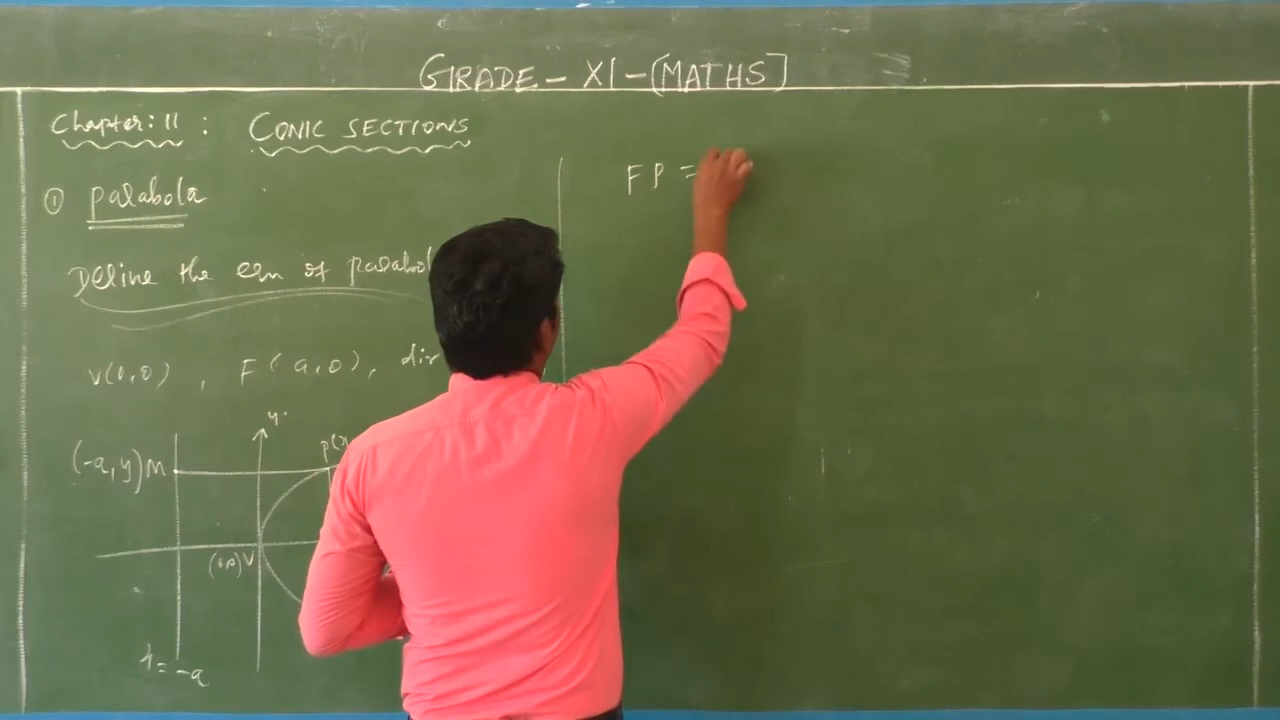 GRADE - XI - [MATHS]
Chapter: 11 : CONIC SECTIONS
① parabola
Define the eqn of parabol
V(0,0), F(a,0), dir
y
(-a,y)M
P(x
(0,0)V
x = -a
FP =